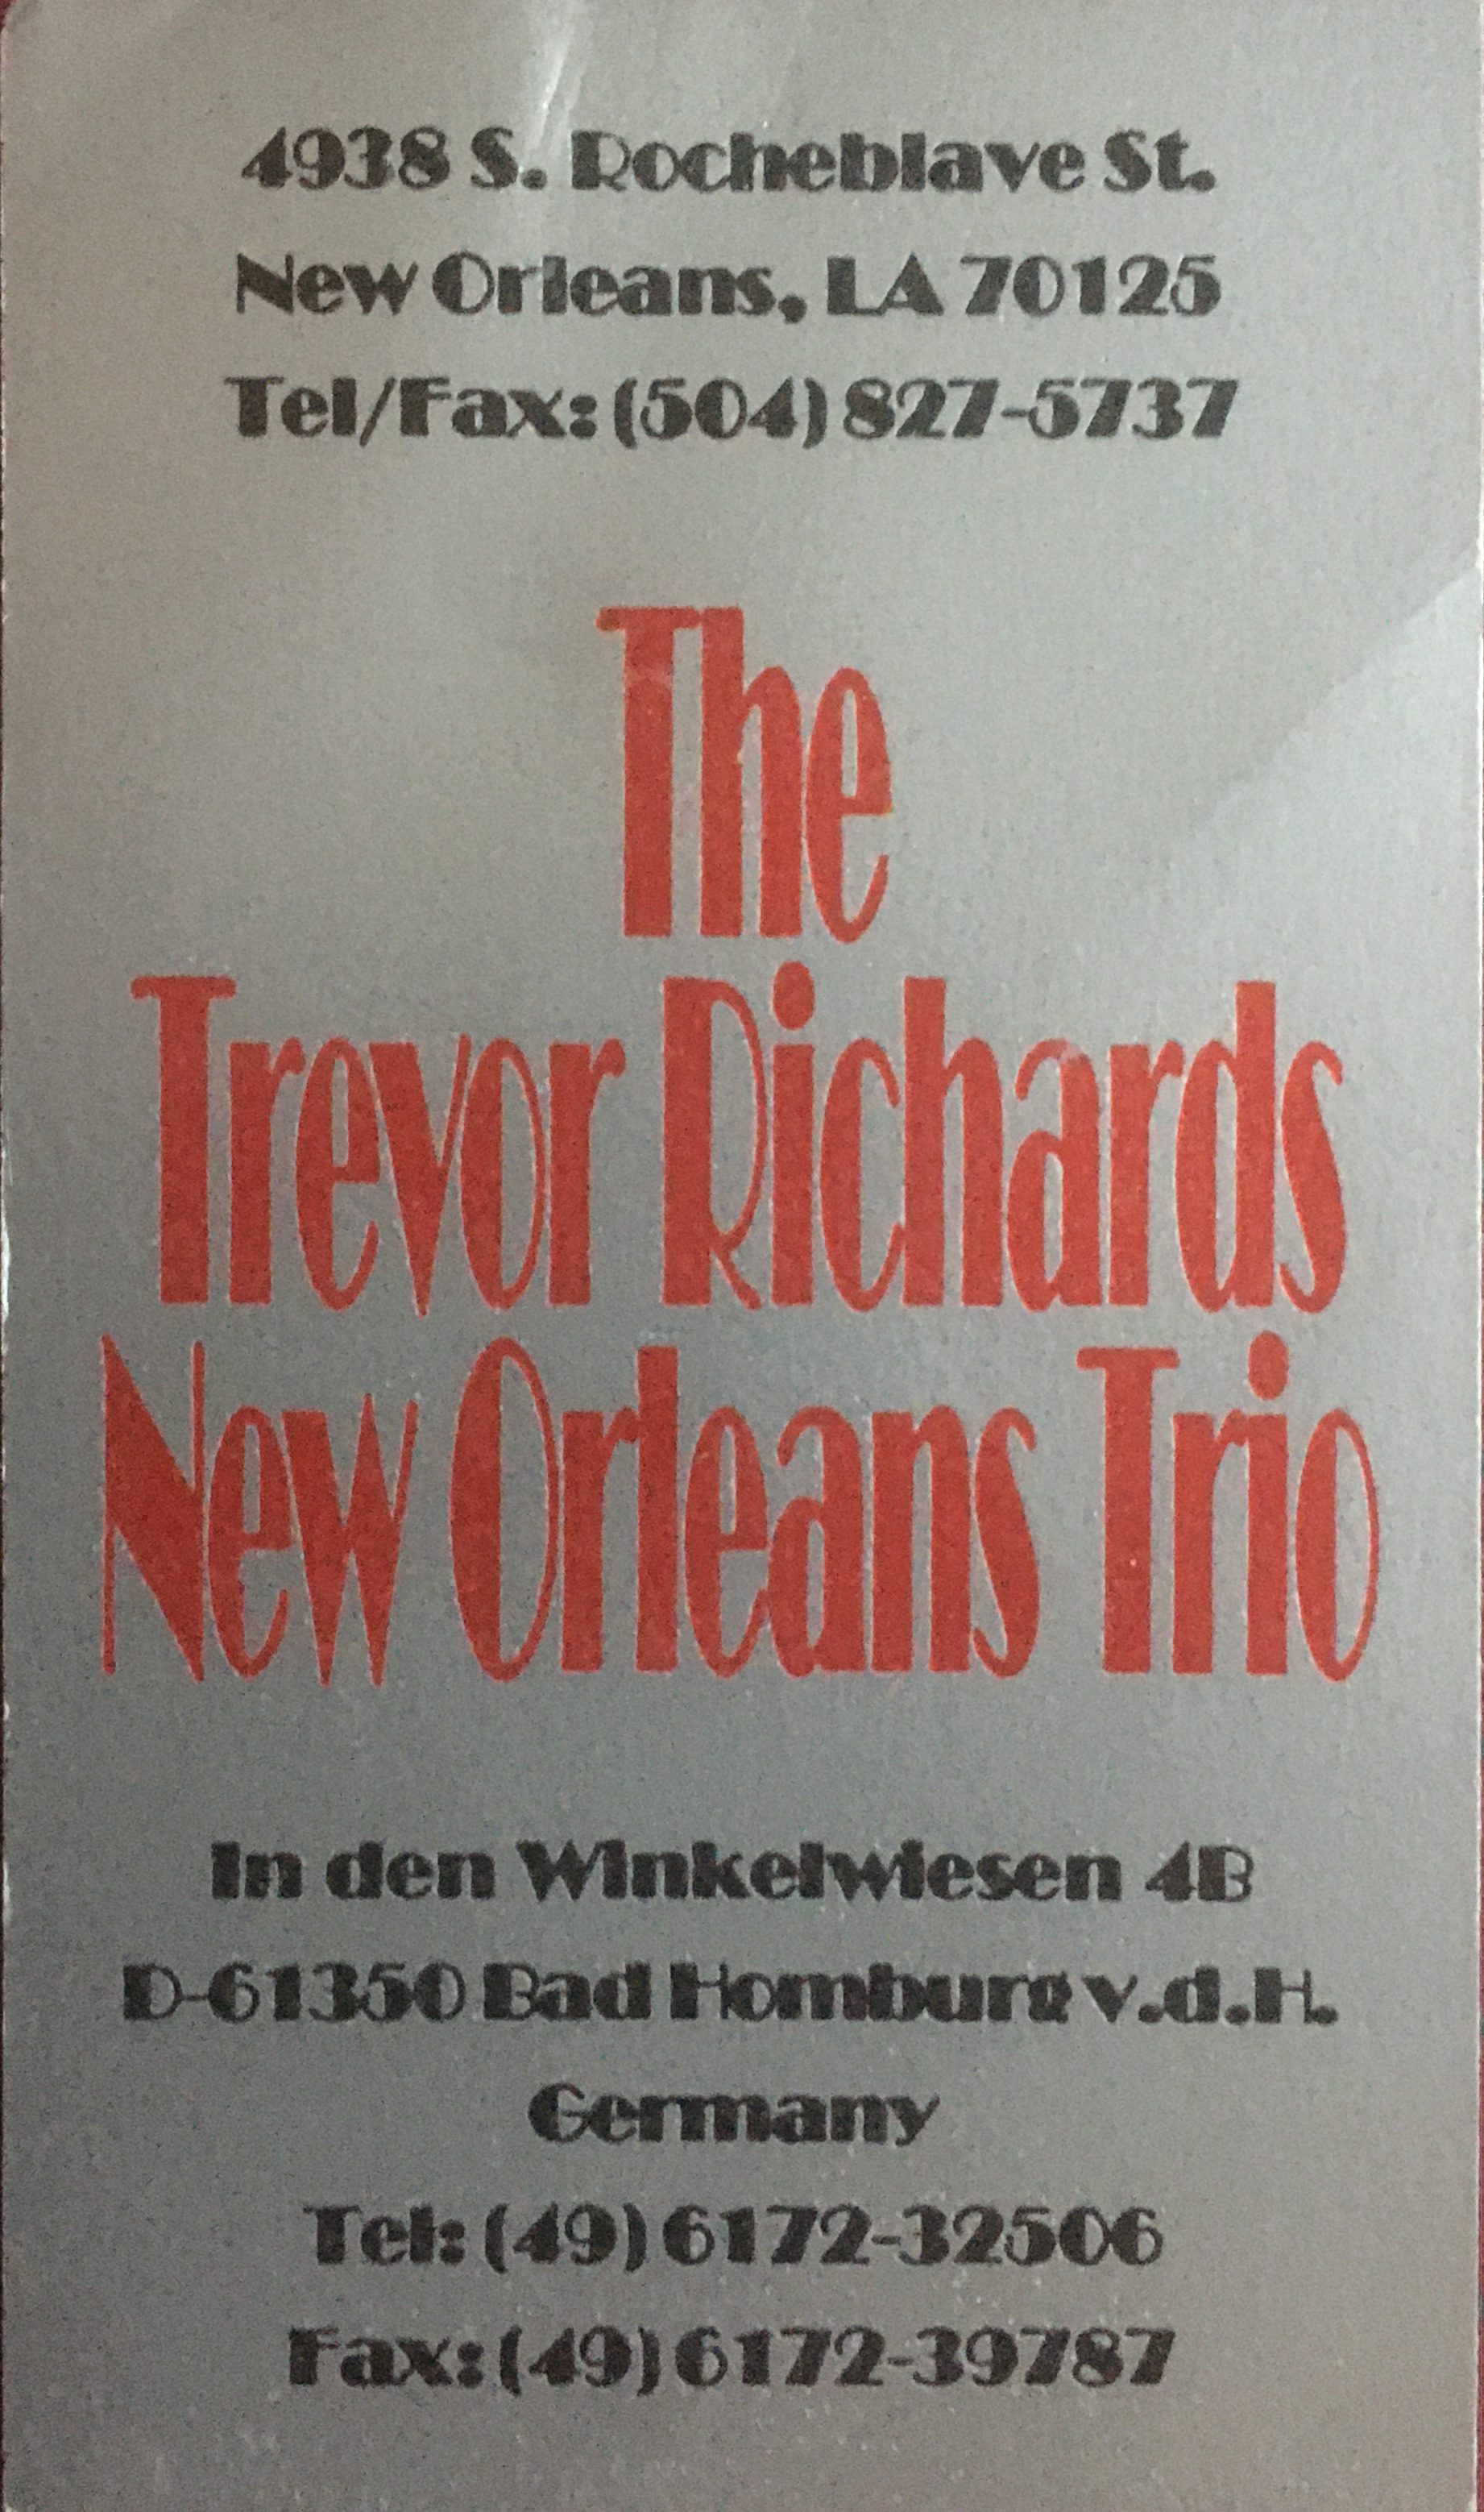 4938 S. Rocheblave St.
New Orleans, LA 70125
Tel/Fax: (504) 827-5737
The
Trevor Richards
New Orleans Trio
In den Winkelwiesen 4B
D-61350 Bad Homburg v.d.H.
Germany
Tel: (49) 6172-32506
Fax: (49) 6172-39787